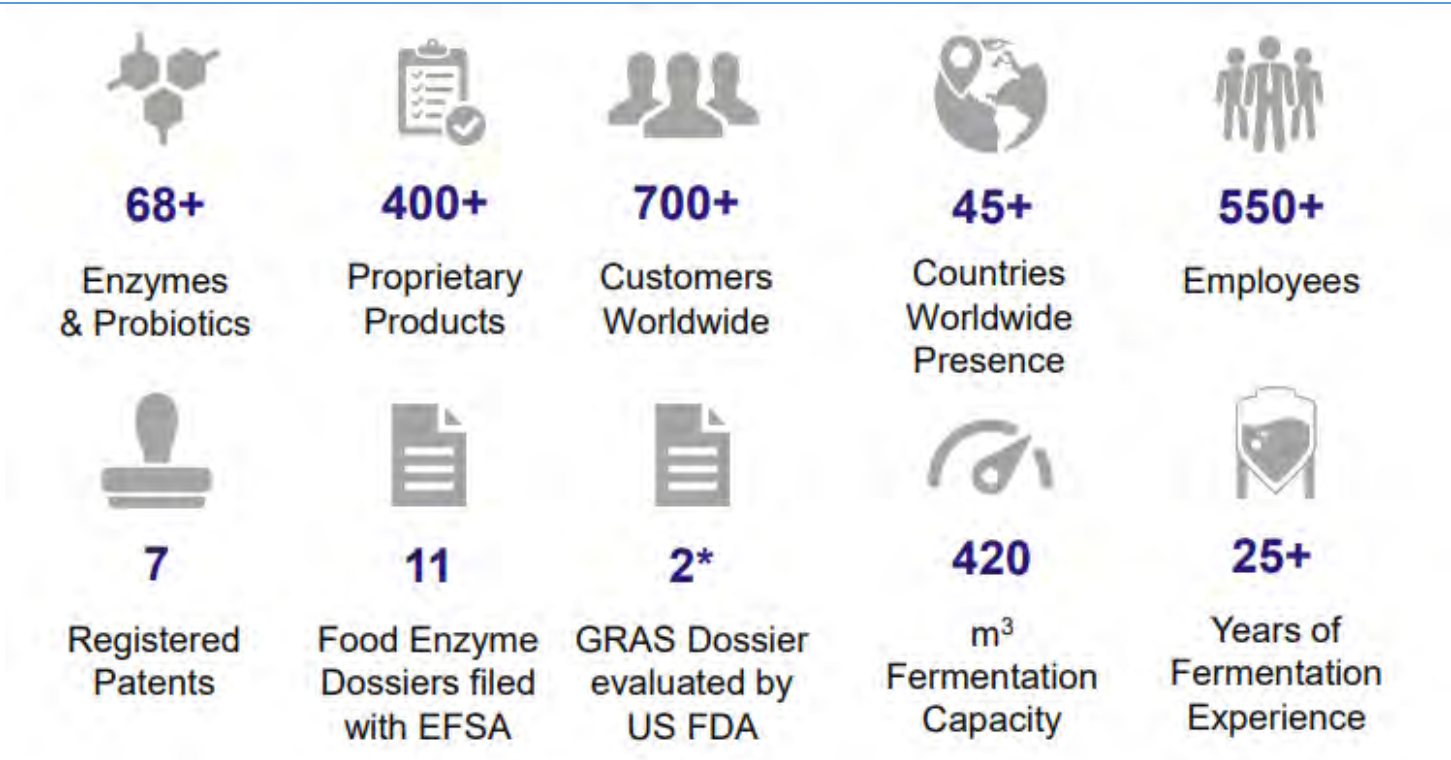 68+
Enzymes
& Probiotics
400+
Proprietary
Products
700+
Customers
Worldwide
45+
Countries
Worldwide
Presence
550+
Employees
7
Registered
Patents
11
Food Enzyme
Dossiers filed
with EFSA
2*
GRAS Dossier
evaluated by
US FDA
420
m³
Fermentation
Capacity
25+
Years of
Fermentation
Experience